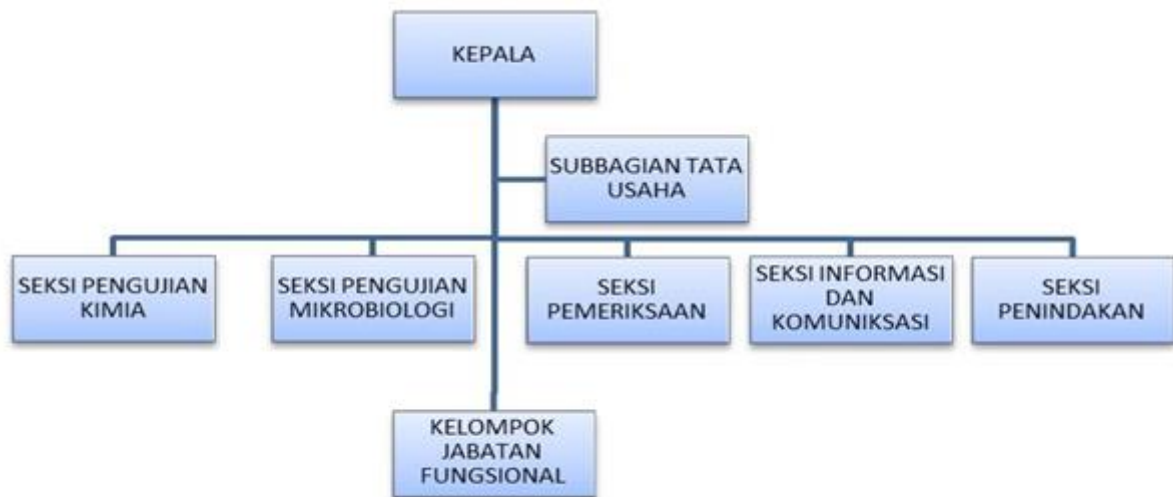 KEPALA
SUBBAGIAN TATA
USAHA
SEKSI PENGUJIAN
KIMIA
SEKSI PENGUJIAN
MIKROBIOLOGI
SEKSI
PEMERIKSAAN
SEKSI INFORMASI
DAN
KOMUNIKSASI
SEKSI
PENINDAKAN
KELOMPOK
JABATAN
FUNGSIONAL